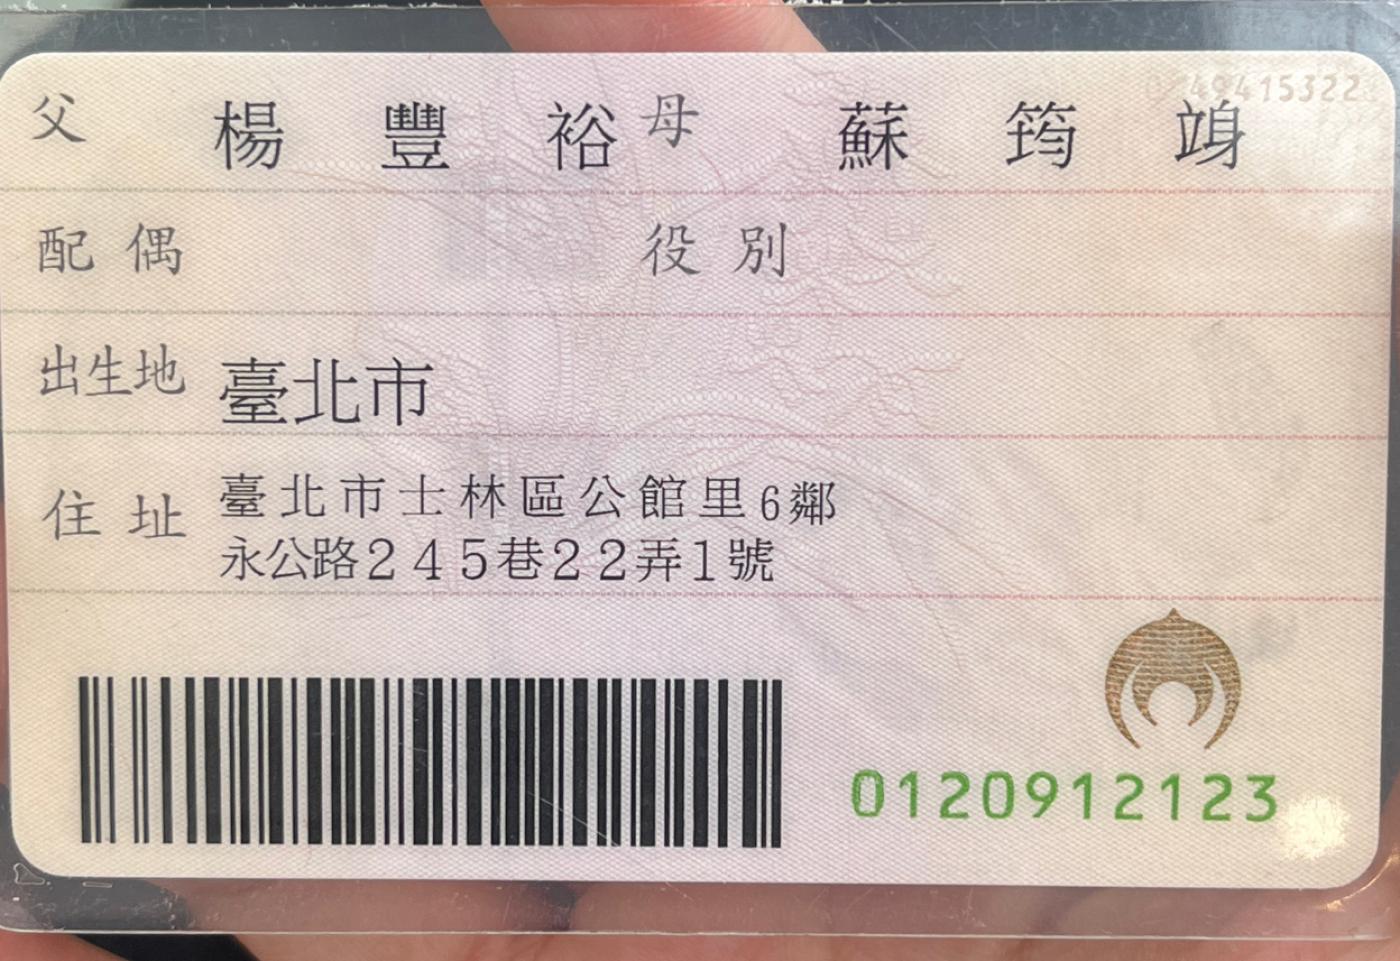 父 楊豐裕 母 蘇筠竫
配偶 役別
出生地 臺北市
住址 臺北市士林區公館里6鄰
永公路245巷22弄1號
0120912123